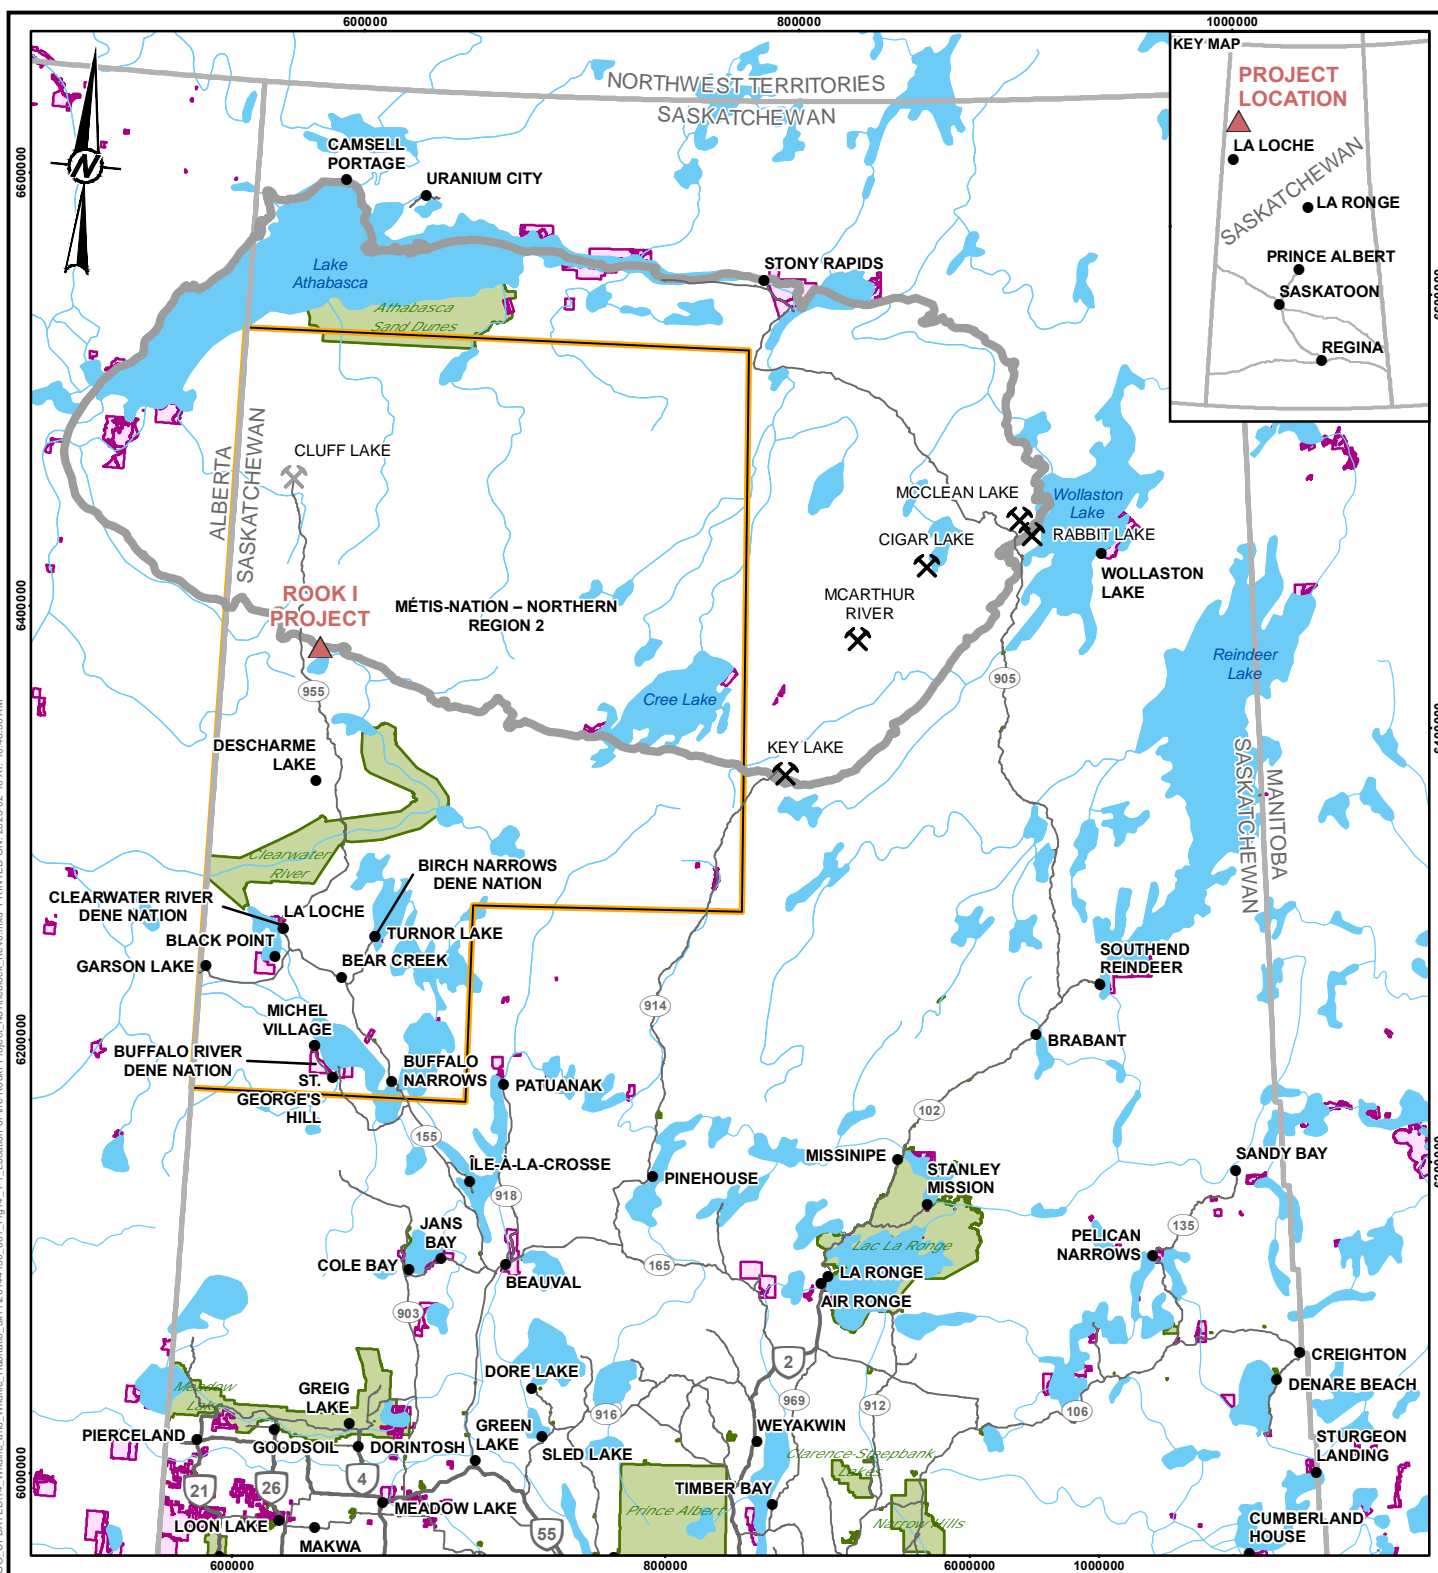 600000
800000
1000000
KEY MAP
PROJECT
LOCATION
LA LOCHE
SASKATCHEWAN
LA RONGE
PRINCE ALBERT
SASKATOON
REGINA
NORTHWEST TERRITORIES
SASKATCHEWAN
N
6600000
CAMSELL
PORTAGE
URANIUM CITY
Lake
Athabasca
Athabasca
Sand Dunes
STONY RAPIDS
6600000
CLUFF LAKE
ALBERTA
SASKATCHEWAN
MCCLEAN LAKE
Wollaston
Lake
RABBIT LAKE
CIGAR LAKE
WOLLASTON
LAKE
MCARTHUR
RIVER
6400000
ROOK I
PROJECT
MÉTIS-NATION – NORTHERN
REGION 2
Reindeer
Lake
955
Cree Lake
905
6400000
DESCHARME
LAKE
KEY LAKE
SASKATCHEWAN
MANITOBA
Clearwater
River
BIRCH NARROWS
DENE NATION
CLEARWATER RIVER
DENE NATION
LA LOCHE
BLACK POINT
TURNOR LAKE
GARSON LAKE
BEAR CREEK
SOUTHEND
REINDEER
914
6200000
MICHEL
VILLAGE
BRABANT
BUFFALO RIVER
DENE NATION
BUFFALO
NARROWS
ST.
GEORGE'S
HILL
PATUANAK
155
102
6200000
ÎLE-À-LA-CROSSE
918
PINEHOUSE
MISSINIPE
STANLEY
MISSION
SANDY BAY
JANS
BAY
COLE BAY
BEAUVAL
165
Lac La Ronge
LA RONGE
AIR RONGE
PELICAN
NARROWS
135
903
2
CREIGHTON
DENARE BEACH
Meadow
Lake
GREIG
LAKE
DORE LAKE
969
912
916
106
PIERCELAND
GOODSOIL
DORINTOSH
GREEN
LAKE
SLED LAKE
WEYAKWIN
Clarence-Steepbank
Lakes
STURGEON
LANDING
6000000
21
26
4
MEADOW LAKE
LOON LAKE
MAKWA
55
TIMBER BAY
Prince Albert
Narrow Hills
CUMBERLAND
HOUSE
600000
800000
6000000
1000000